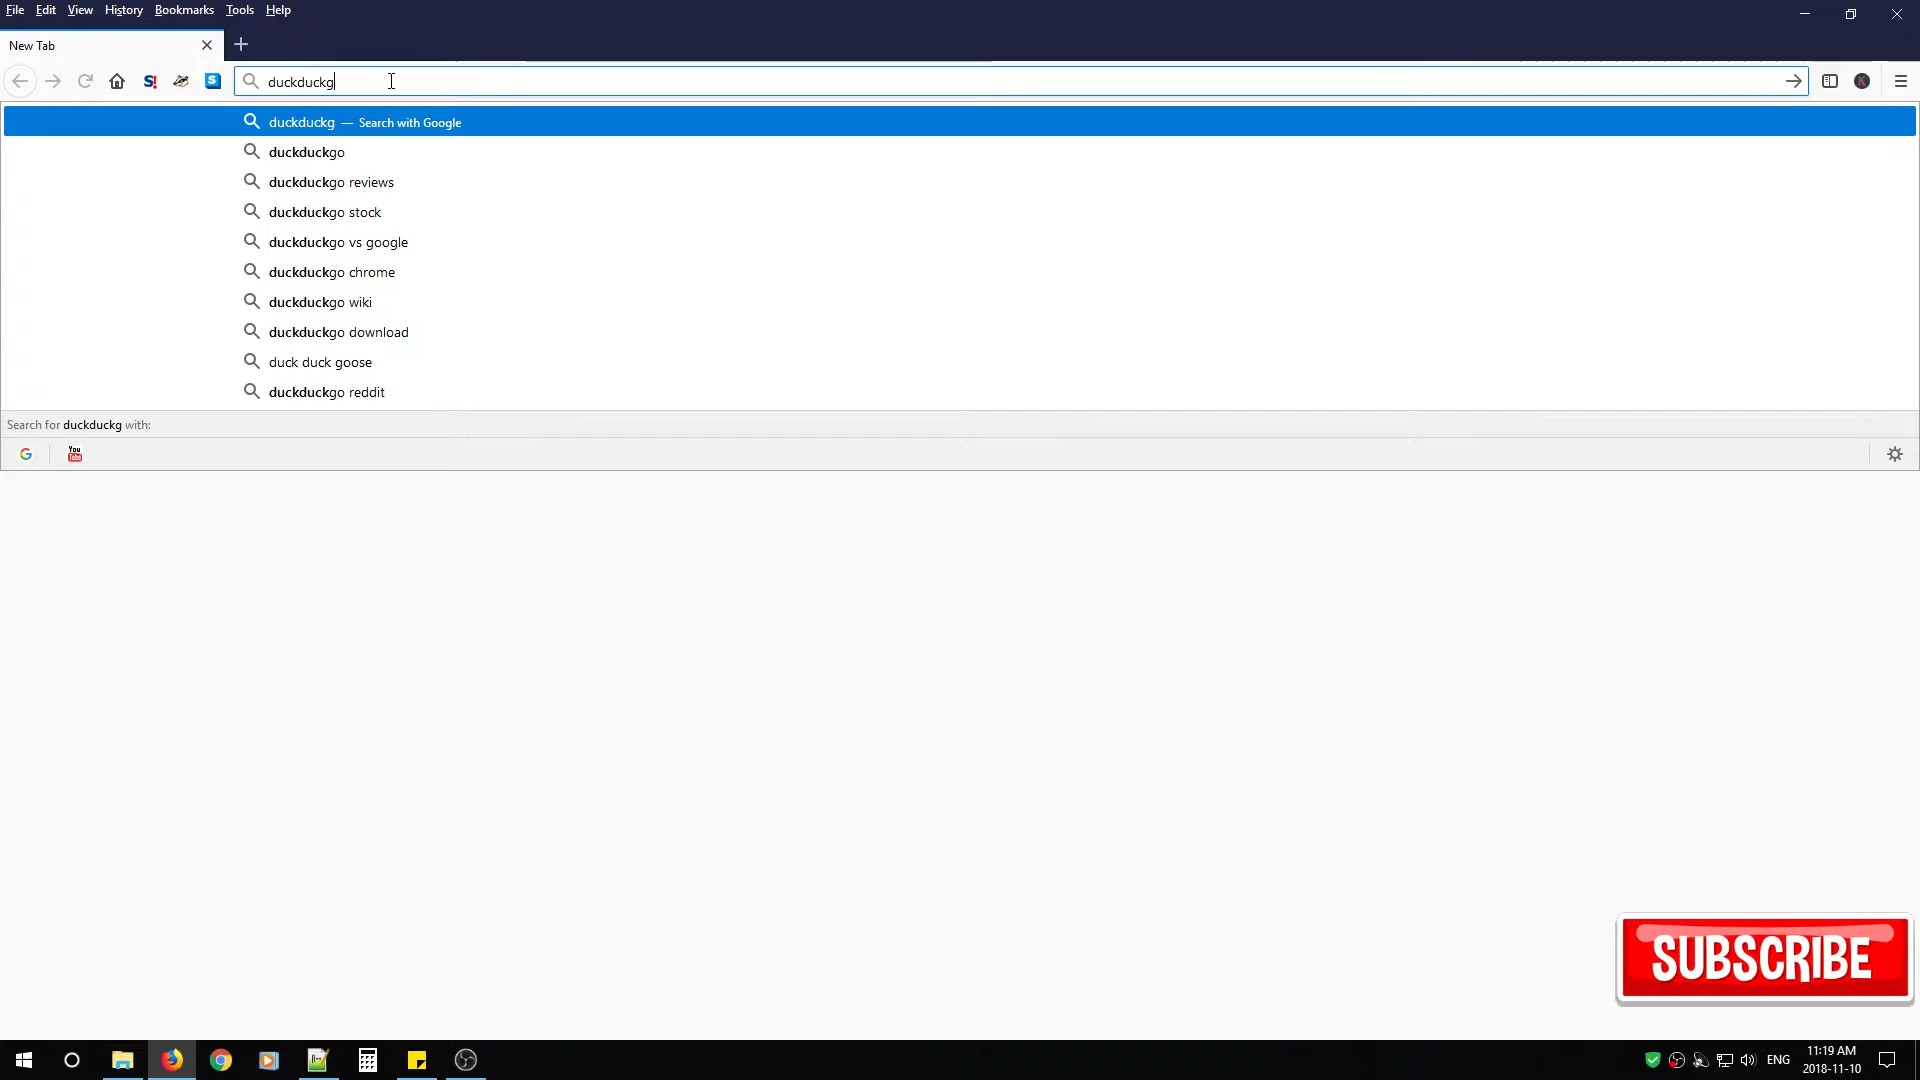 File Edit View History Bookmarks Tools Help
New Tab
S! S duckduckg K
duckduckg — Search with Google
duckduckgo
duckduckgo reviews
duckduckgo stock
duckduckgo vs google
duckduckgo chrome
duckduckgo wiki
duckduckgo download
duck duck goose
duckduckgo reddit
Search for duckduckg with:
G You Tube
SUBSCRIBE
ENG 11:19 AM
2018-11-10